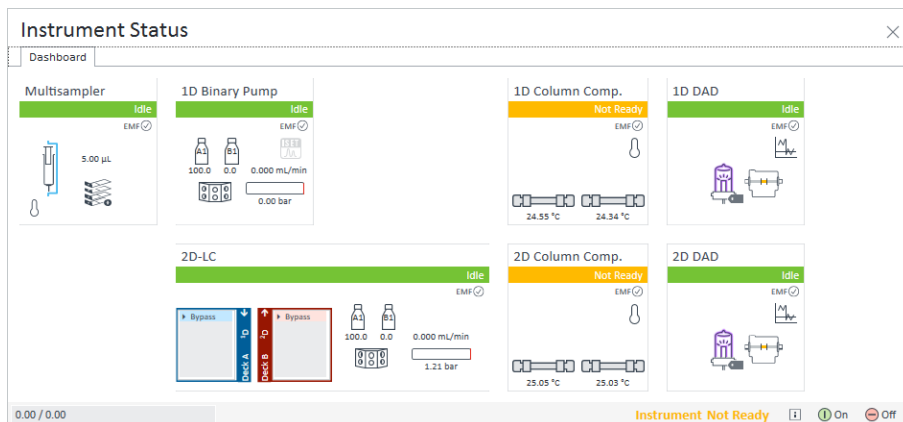 Instrument Status
Dashboard
Multisampler
Idle
EMF
5.00 µL
1D Binary Pump
Idle
EMF
A1 B1
100.0 0.0 0.000 mL/min
0.00 bar
1D Column Comp.
Not Ready
EMF
24.55 °C 24.34 °C
1D DAD
Idle
EMF
2D-LC
Idle
EMF
Bypass
Deck A ¹D
Deck B ²D
Bypass
A1 B1
100.0 0.0 0.000 mL/min
1.21 bar
2D Column Comp.
Not Ready
EMF
25.05 °C 25.03 °C
2D DAD
Idle
EMF
0.00 / 0.00
Instrument Not Ready i On Off